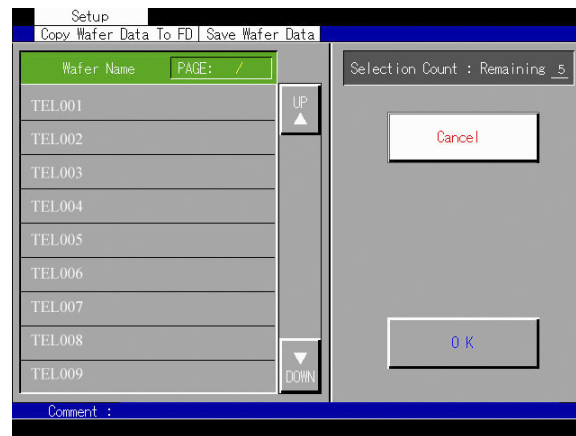 Setup
Copy Wafer Data To FD Save Wafer Data
Wafer Name PAGE: /
Selection Count : Remaining 5
TEL001
UP
TEL002
Cancel
TEL003
TEL004
TEL005
TEL006
TEL007
TEL008
OK
TEL009
DOWN
Comment :